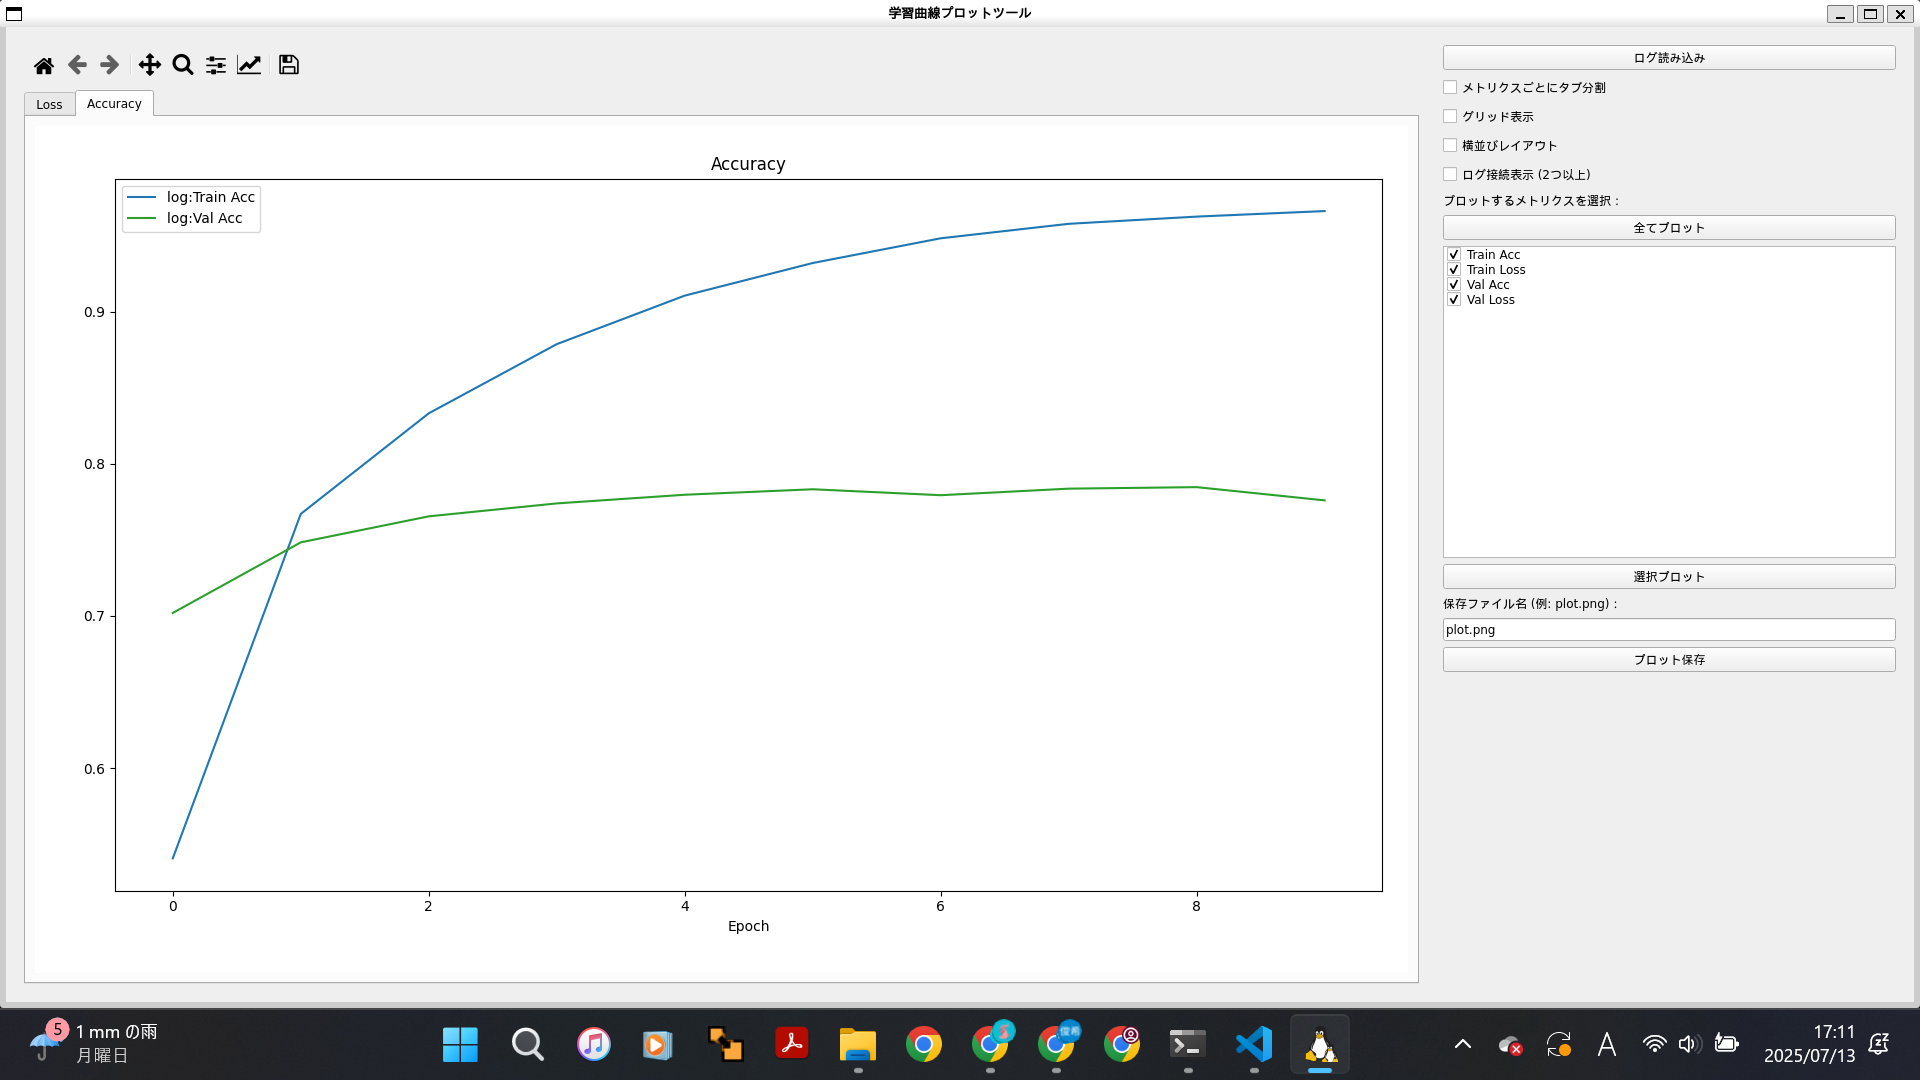 学習曲線プロットツール
Loss
Accuracy
Accuracy
log:Train Acc
log:Val Acc
0.9
0.8
0.7
0.6
0
2
4
6
8
Epoch
ログ読み込み
メトリクスごとにタブ分割
グリッド表示
横並びレイアウト
ログ接続表示 (2つ以上)
プロットするメトリクスを選択：
全てプロット
Train Acc
Train Loss
Val Acc
Val Loss
選択プロット
保存ファイル名 (例: plot.png)：
plot.png
プロット保存
5
1 mm の雨
月曜日
俊希
A
17:11
2025/07/13